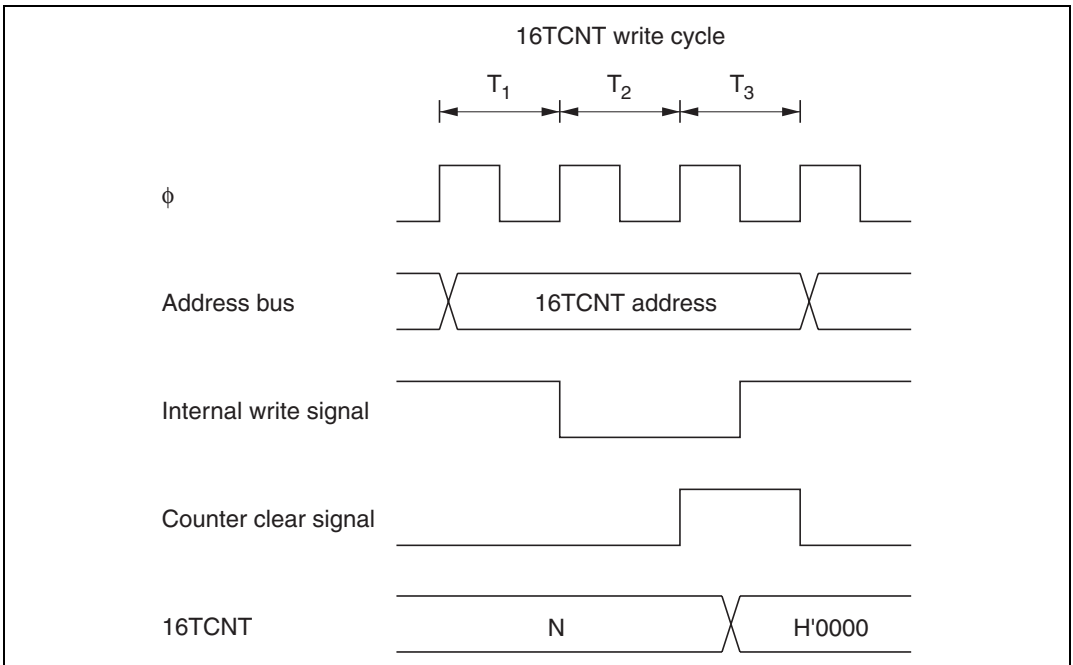 16TCNT write cycle
T1 T2 T3
φ
Address bus 16TCNT address
Internal write signal
Counter clear signal
16TCNT N H'0000